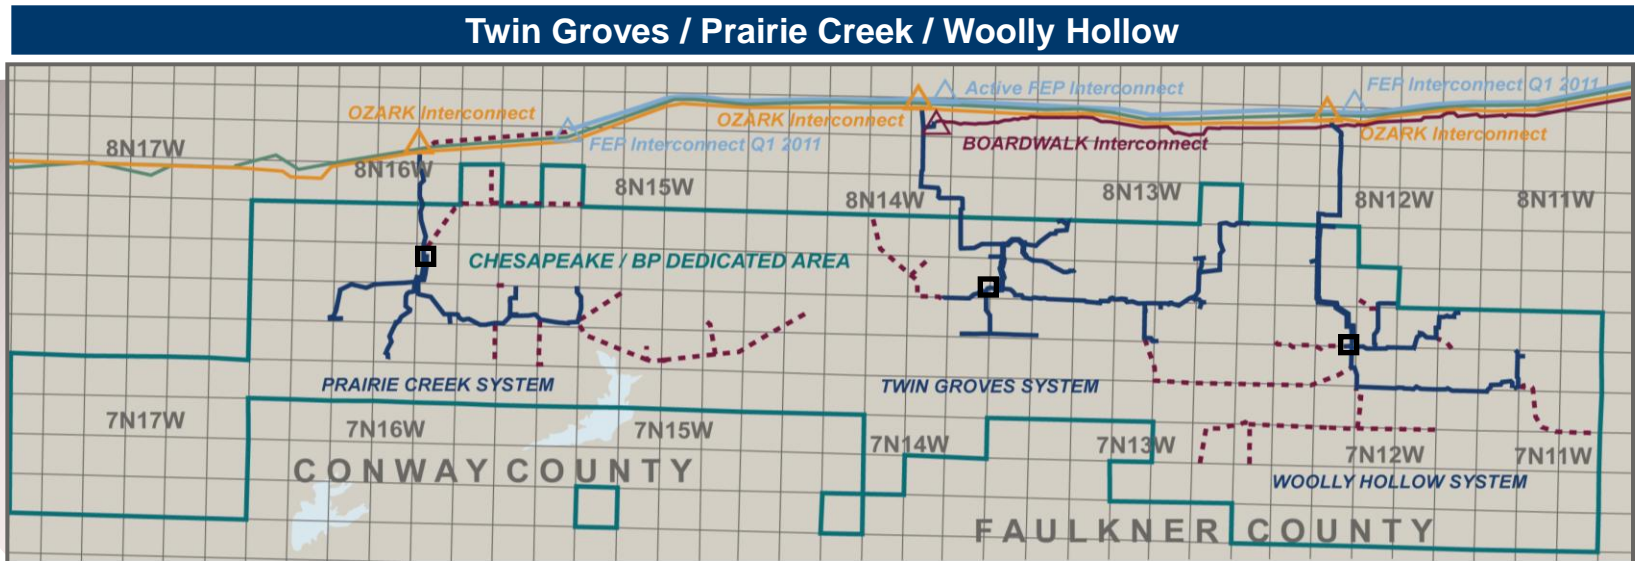 Twin Groves / Prairie Creek / Woolly Hollow
FEP Interconnect Q1 2011
Active FEP Interconnect
OZARK Interconnect
OZARK Interconnect
OZARK Interconnect
BOARDWALK Interconnect
FEP Interconnect Q1 2011
8N17W
8N16W
8N15W
8N14W
8N13W
8N12W
8N11W
CHESAPEAKE / BP DEDICATED AREA
PRAIRIE CREEK SYSTEM
TWIN GROVES SYSTEM
7N17W
7N16W
7N15W
7N14W
7N13W
7N12W
7N11W
CONWAY COUNTY
WOOLLY HOLLOW SYSTEM
FAULKNER COUNTY